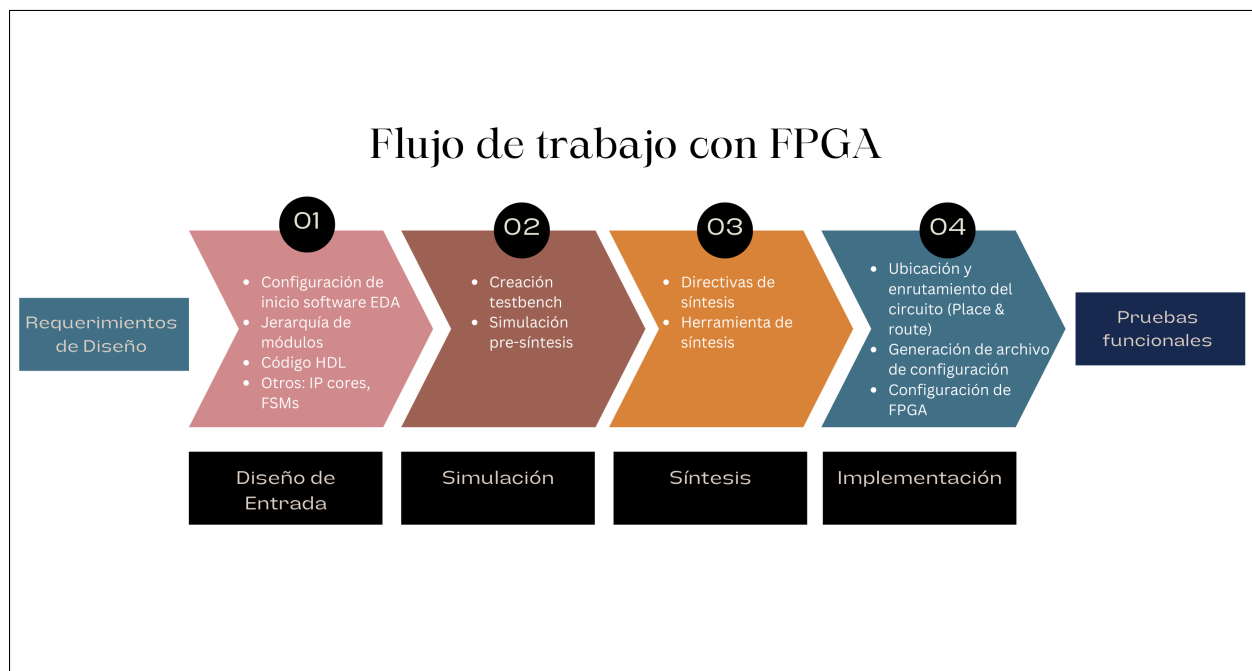 Flujo de trabajo con FPGA
Requerimientos
de Diseño
01
• Configuración de
inicio software EDA
• Jerarquía de
módulos
• Código HDL
• Otros: IP cores,
FSMs
Diseño de
Entrada
02
• Creación
testbench
• Simulación
pre-síntesis
Simulación
03
• Directivas de
síntesis
• Herramienta de
síntesis
Síntesis
04
• Ubicación y
enrutamiento del
circuito (Place &
route)
• Generación de archivo
de configuración
• Configuración de
FPGA
Implementación
Pruebas
funcionales